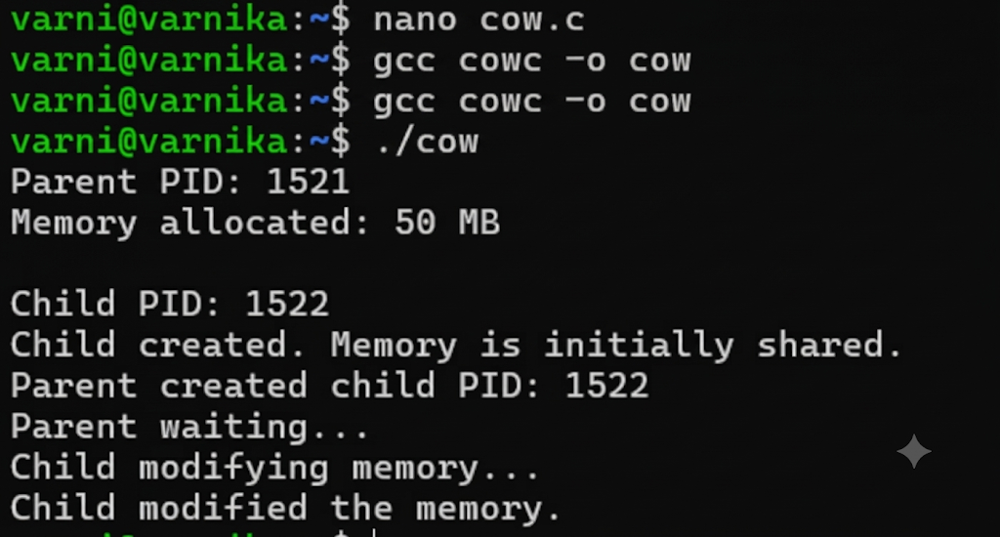 varni@varnika:~$ nano cow.c
varni@varnika:~$ gcc cowc -o cow
varni@varnika:~$ gcc cowc -o cow
varni@varnika:~$ ./cow
Parent PID: 1521
Memory allocated: 50 MB
Child PID: 1522
Child created. Memory is initially shared.
Parent created child PID: 1522
Parent waiting...
Child modifying memory...
Child modified the memory.